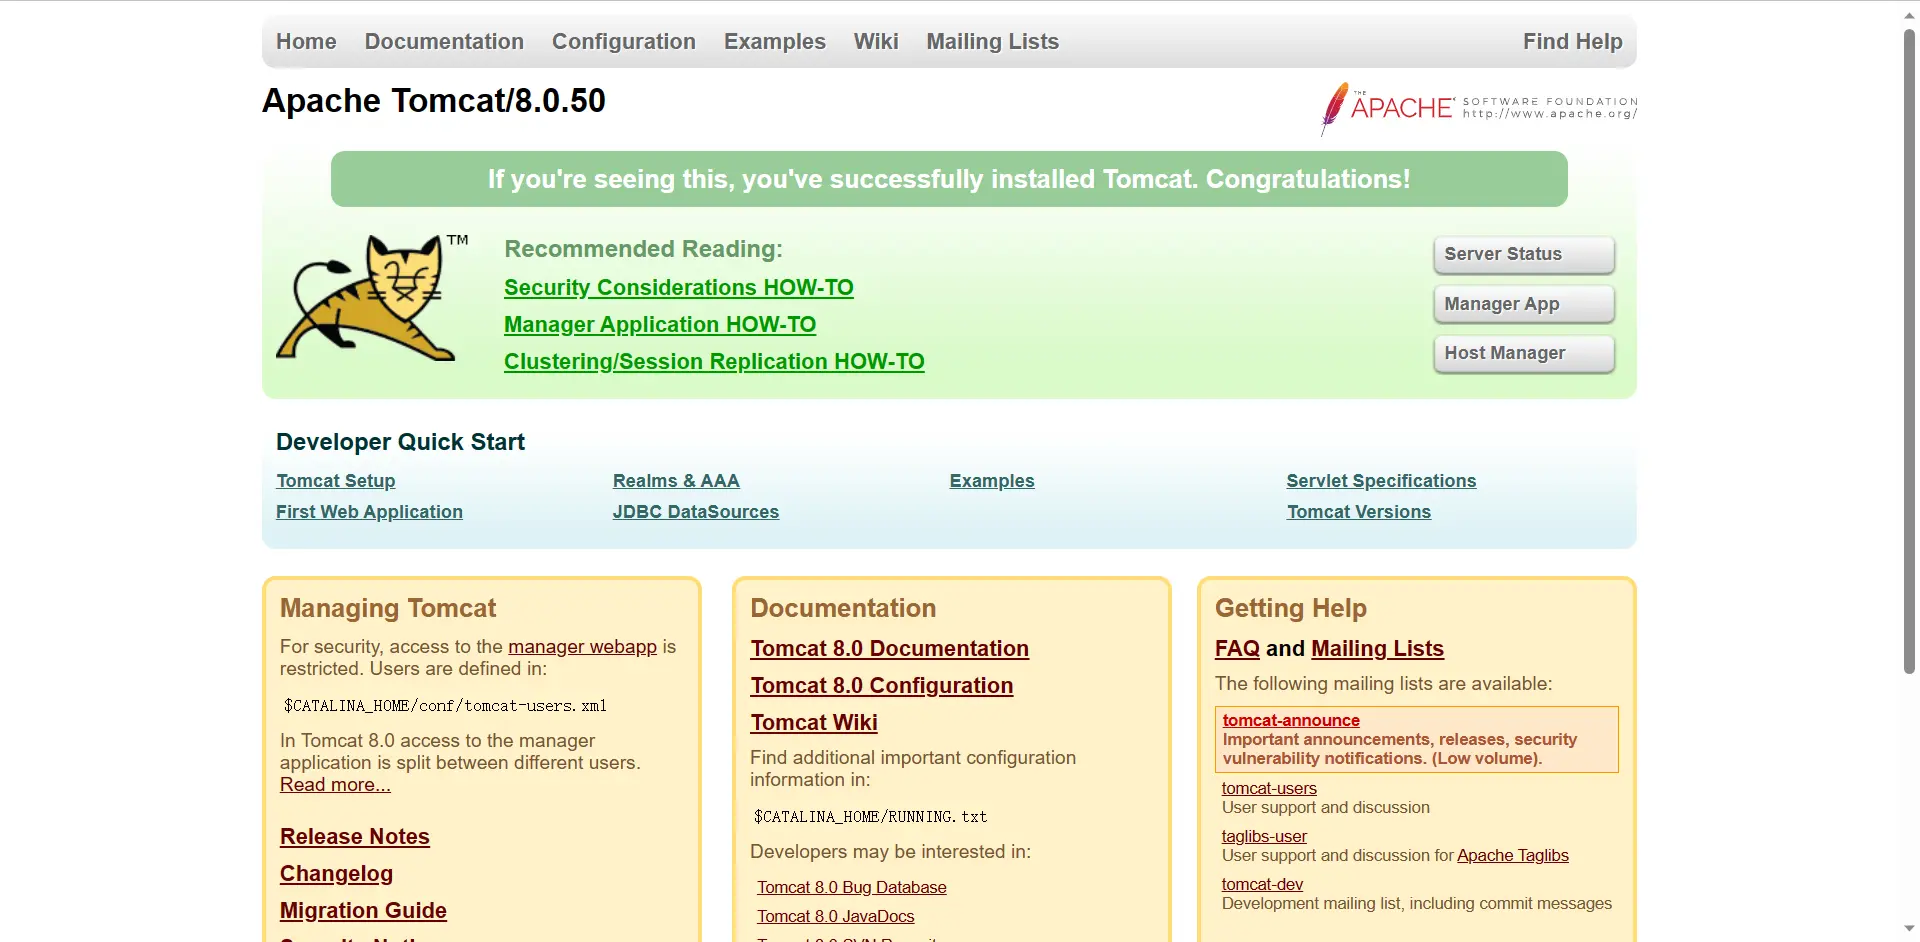 Home Documentation Configuration Examples Wiki Mailing Lists Find Help
Apache Tomcat/8.0.50
THE APACHE SOFTWARE FOUNDATION
http://www.apache.org/
If you're seeing this, you've successfully installed Tomcat. Congratulations!
TM
Recommended Reading:
Security Considerations HOW-TO
Manager Application HOW-TO
Clustering/Session Replication HOW-TO
Server Status
Manager App
Host Manager
Developer Quick Start
Tomcat Setup
First Web Application
Realms & AAA
JDBC DataSources
Examples
Servlet Specifications
Tomcat Versions
Managing Tomcat
For security, access to the manager webapp is
restricted. Users are defined in:
$CATALINA_HOME/conf/tomcat-users.xml
In Tomcat 8.0 access to the manager
application is split between different users.
Read more...
Release Notes
Changelog
Migration Guide
Documentation
Tomcat 8.0 Documentation
Tomcat 8.0 Configuration
Tomcat Wiki
Find additional important configuration
information in:
$CATALINA_HOME/RUNNING.txt
Developers may be interested in:
Tomcat 8.0 Bug Database
Tomcat 8.0 JavaDocs
Getting Help
FAQ and Mailing Lists
The following mailing lists are available:
tomcat-announce
Important announcements, releases, security
vulnerability notifications. (Low volume).
tomcat-users
User support and discussion
taglibs-user
User support and discussion for Apache Taglibs
tomcat-dev
Development mailing list, including commit messages